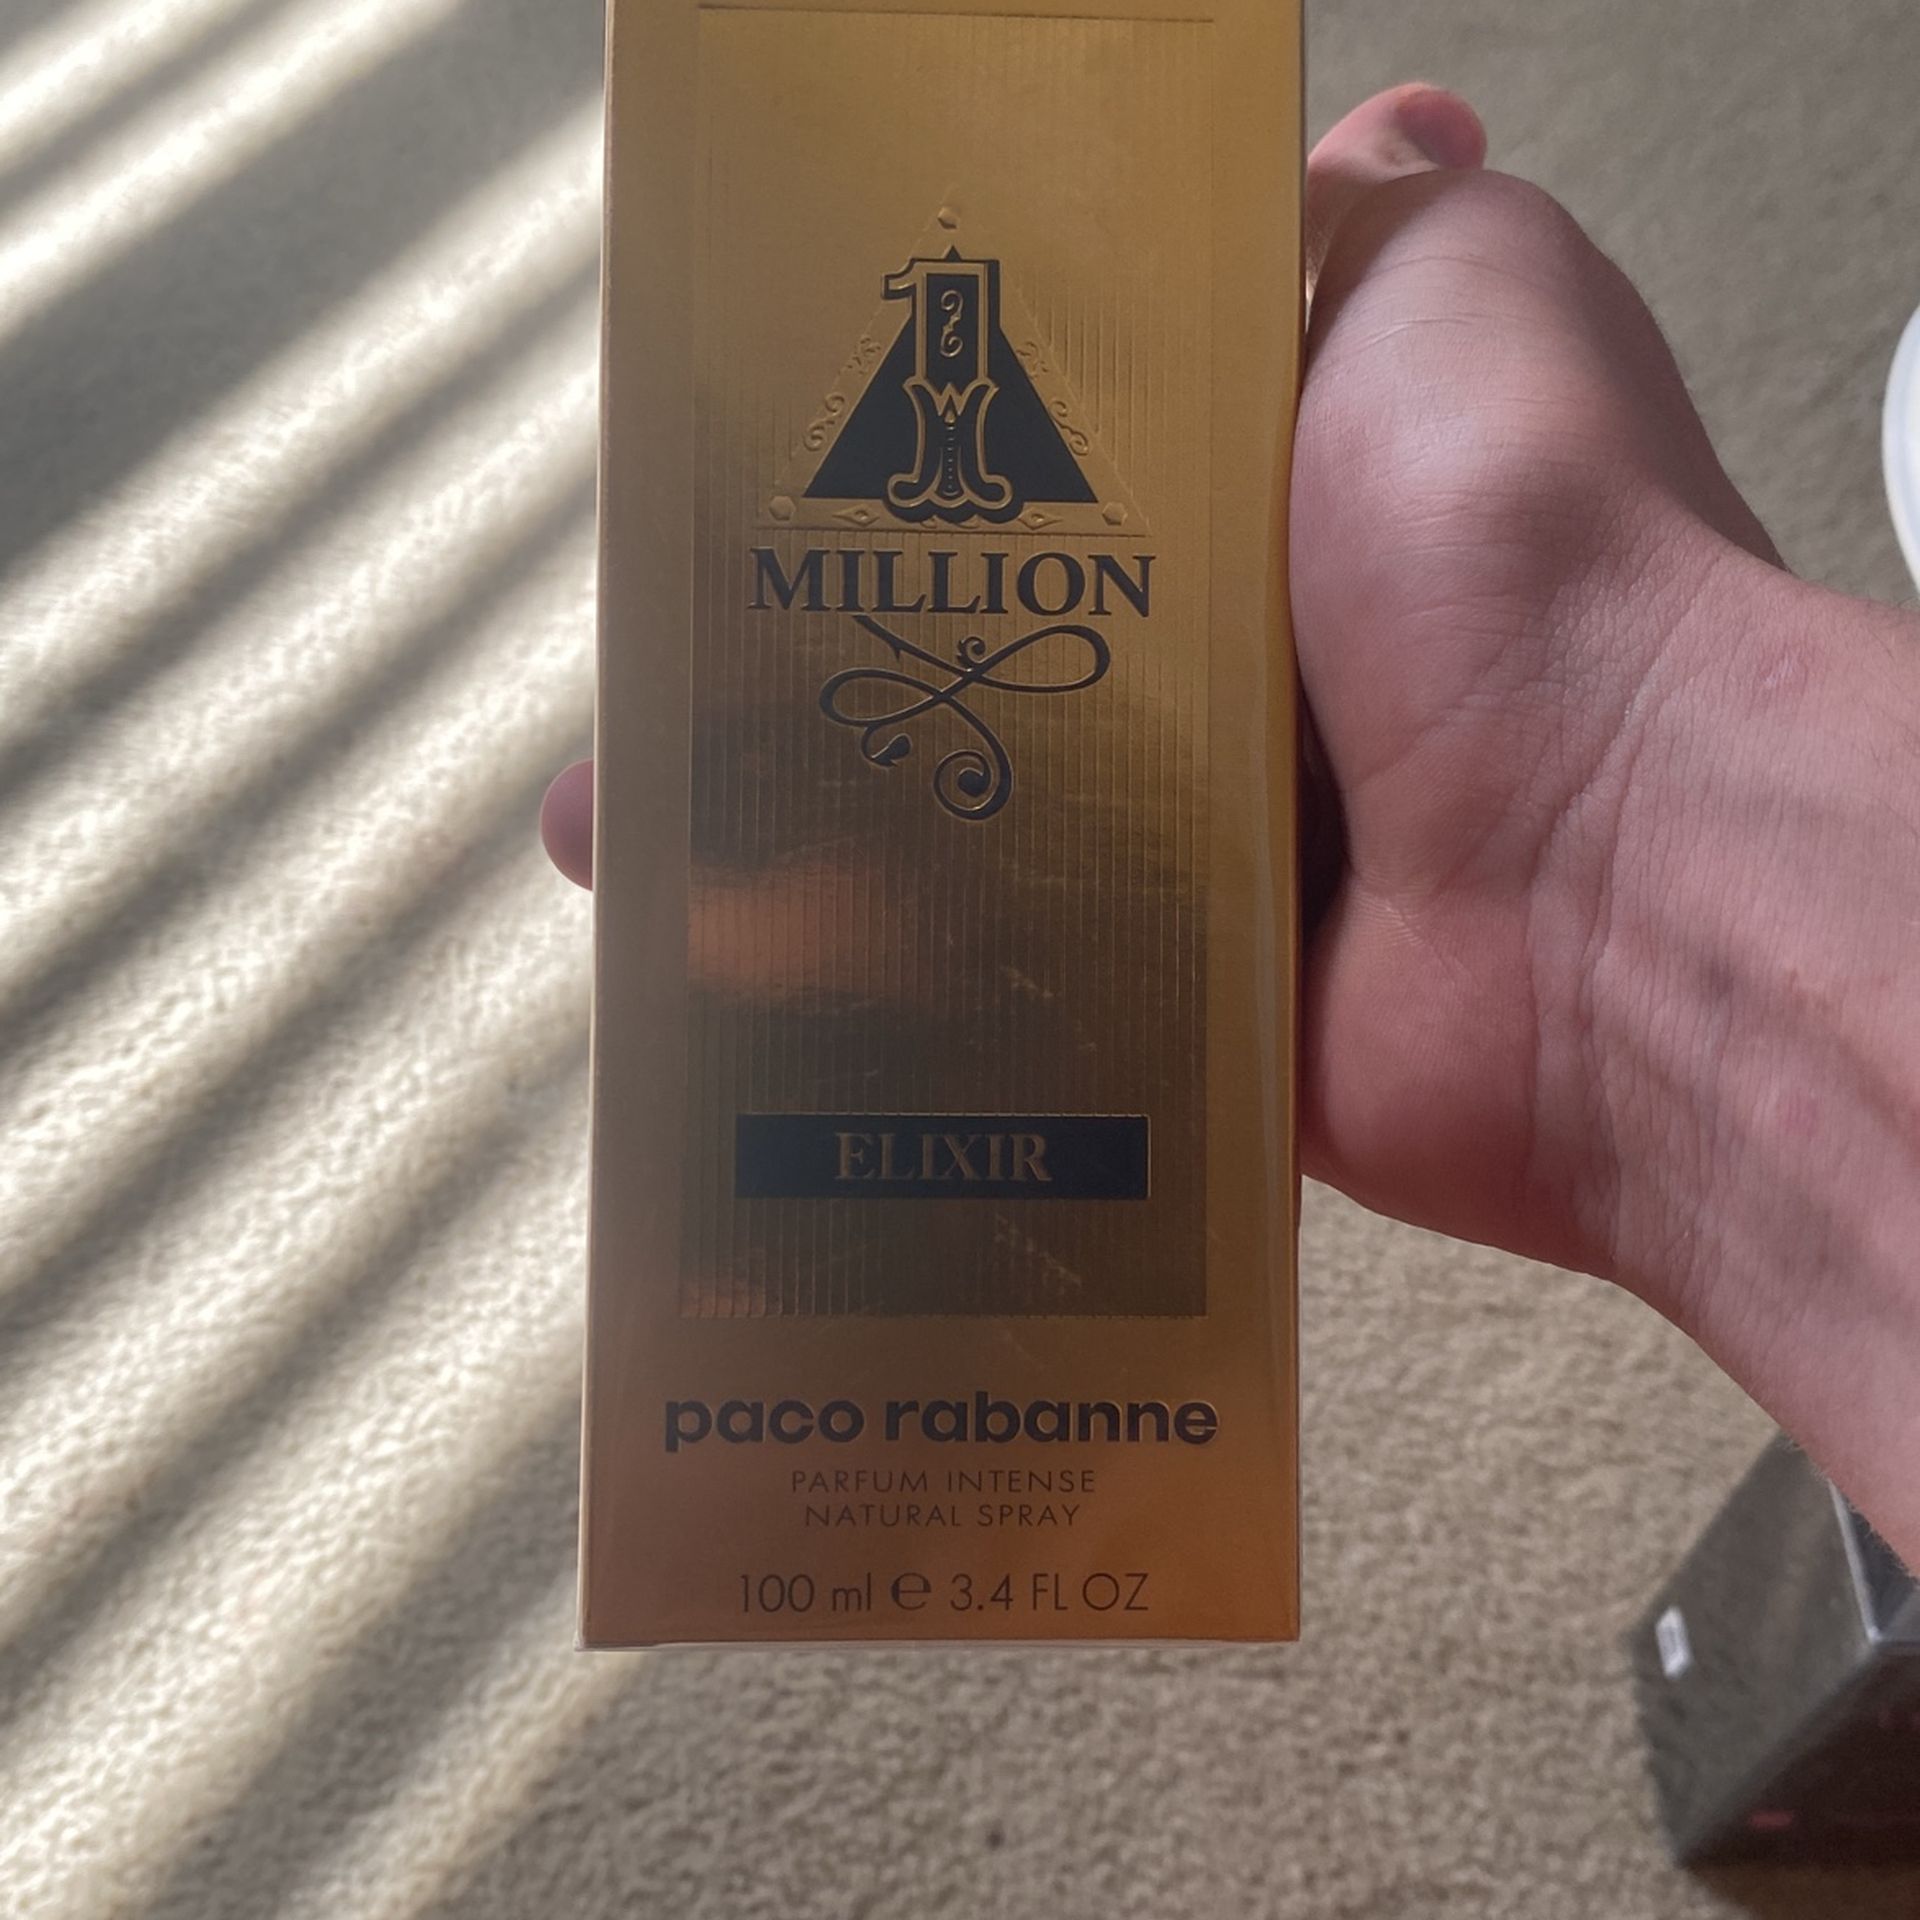 1
MILLION
ELIXIR
paco rabanne
PARFUM INTENSE
NATURAL SPRAY
100 ml ℮ 3.4 FL OZ